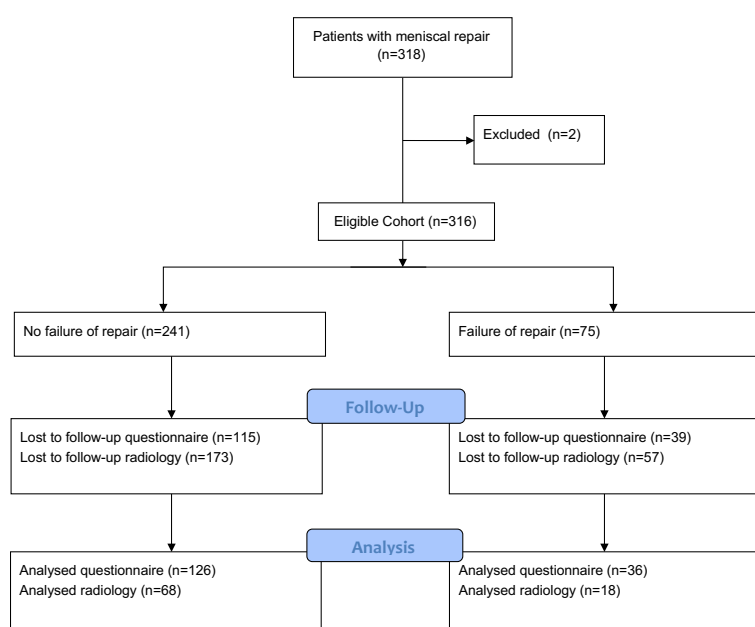 Patients with meniscal repair
(n=318)
Excluded  (n=2)
Eligible Cohort (n=316)
No failure of repair (n=241)
Failure of repair (n=75)
Follow-Up
Lost to follow-up questionnaire (n=115)
Lost to follow-up radiology (n=173)
Lost to follow-up questionnaire (n=39)
Lost to follow-up radiology (n=57)
Analysis
Analysed questionnaire (n=126)
Analysed radiology (n=68)
Analysed questionnaire (n=36)
Analysed radiology (n=18)